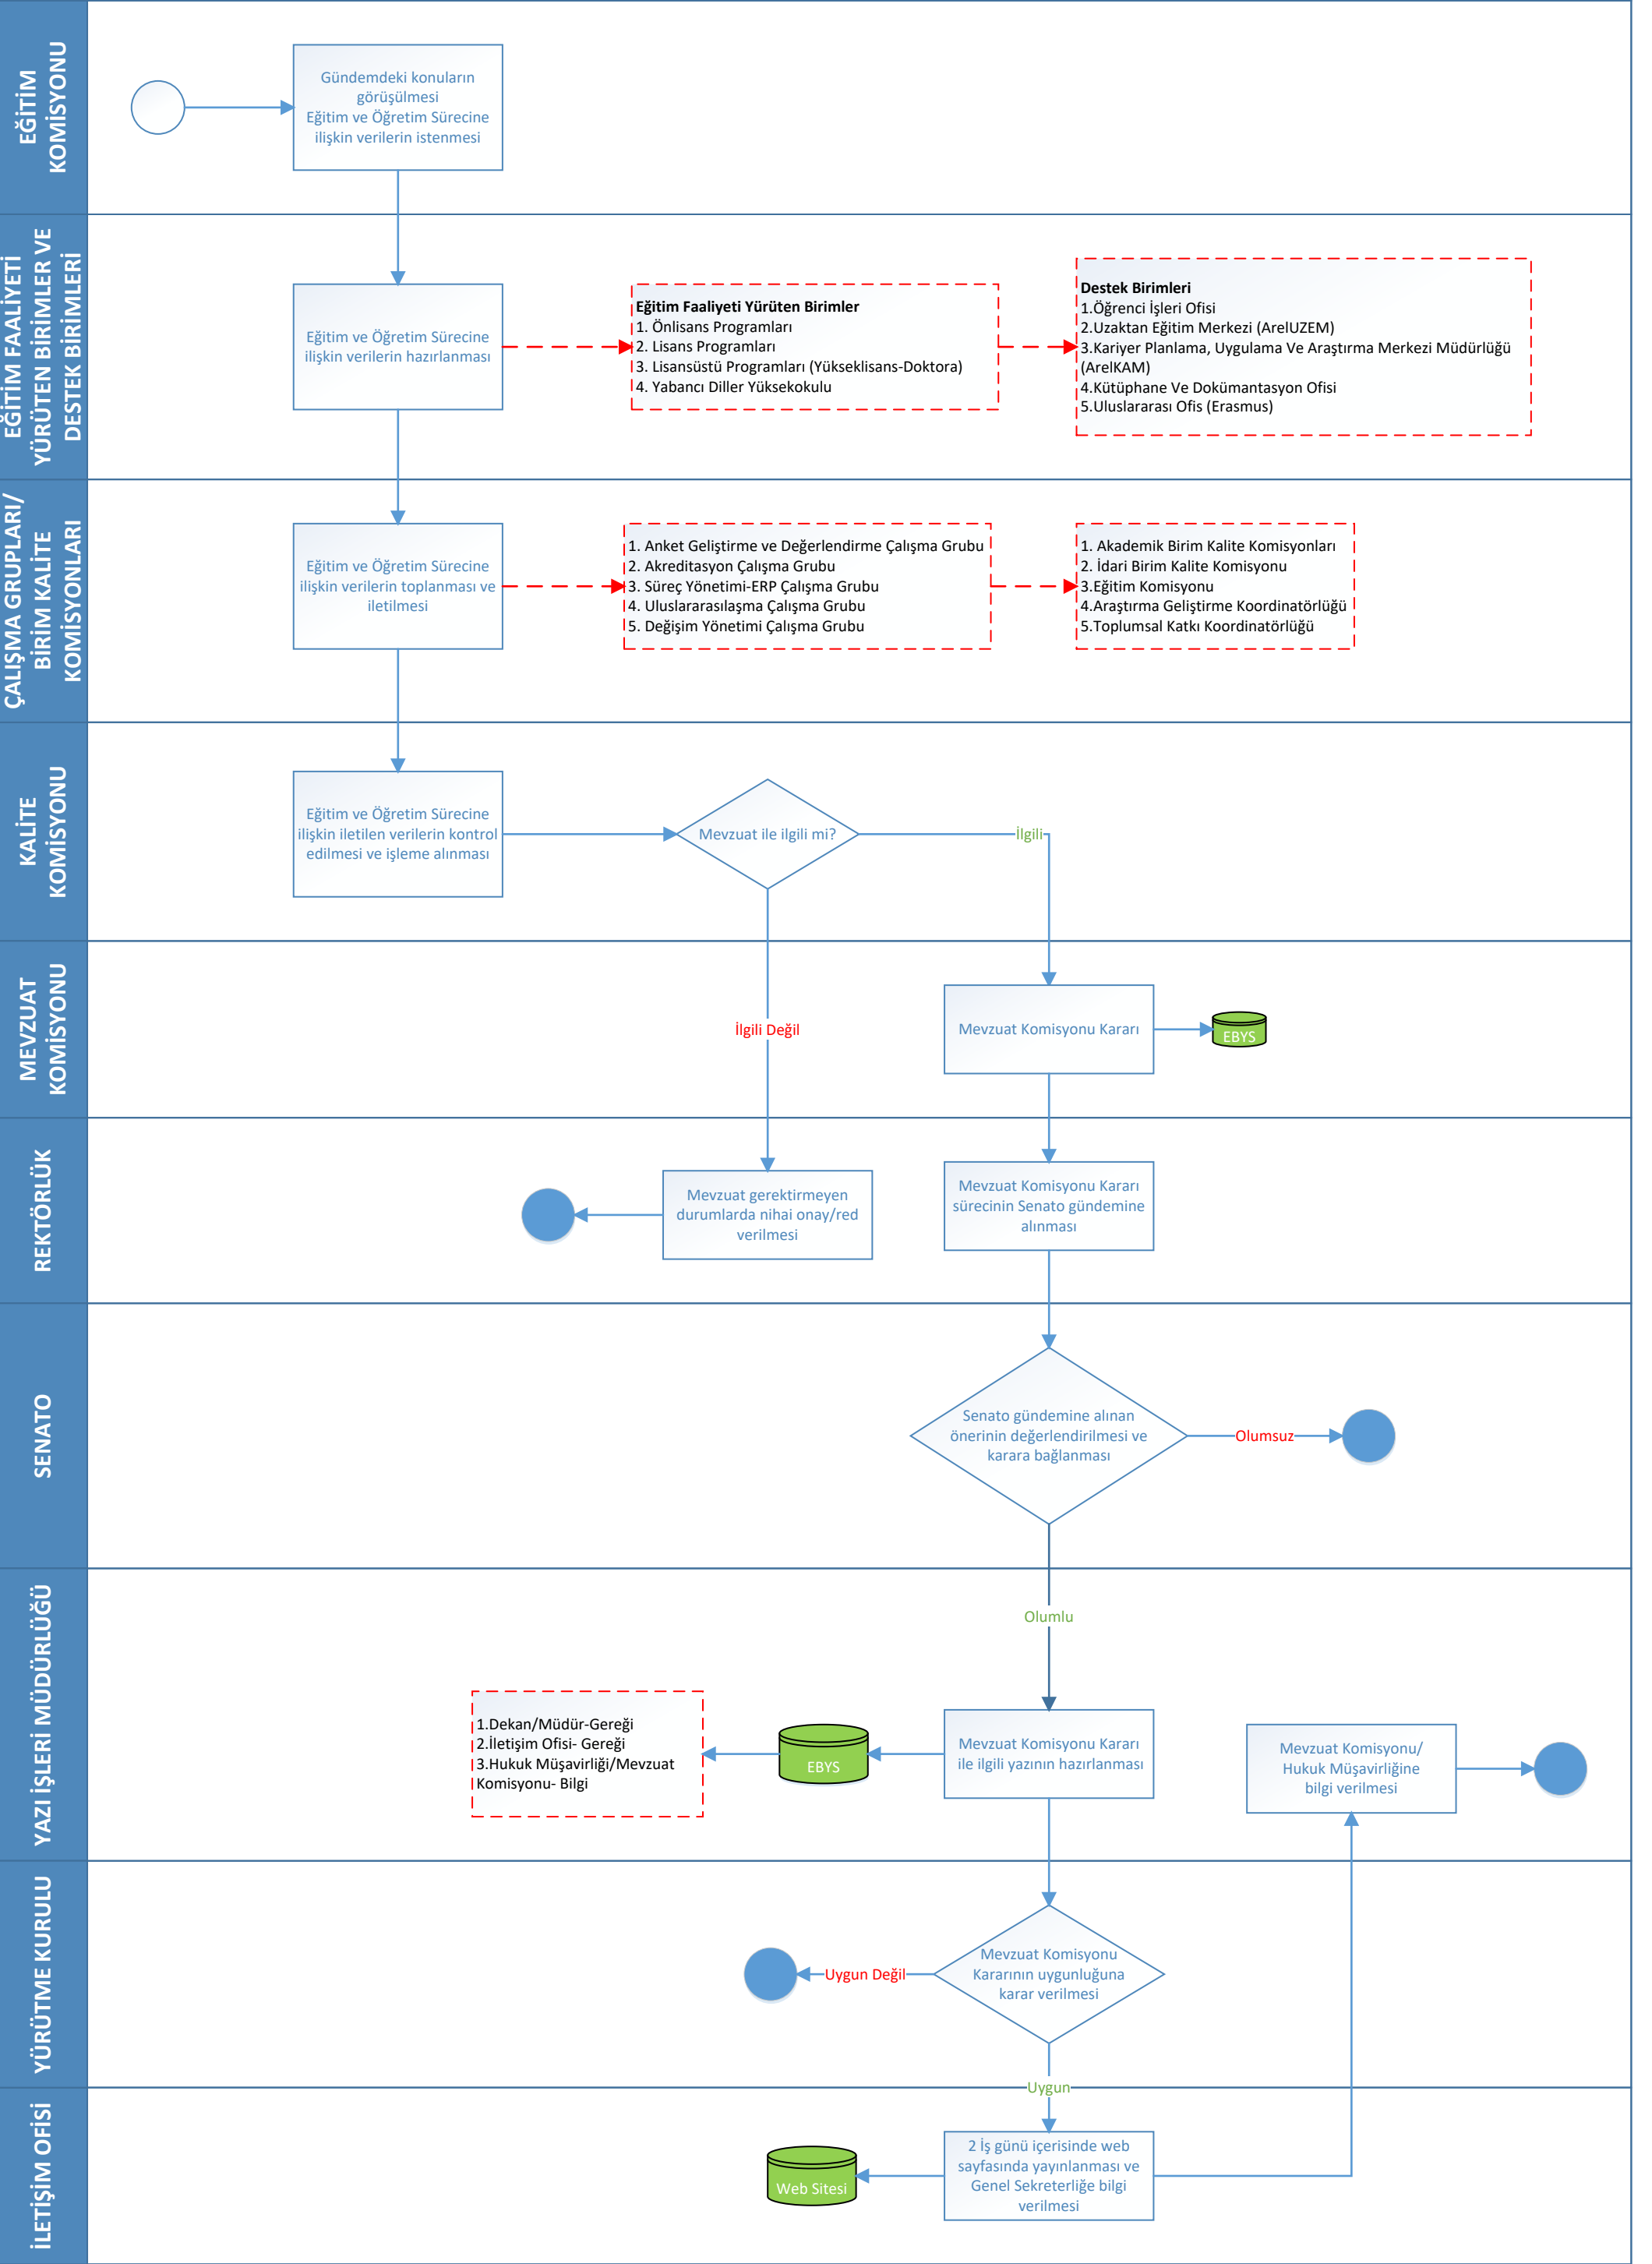 EĞİTİM
KOMİSYONU
Gündemdeki konuların
görüşülmesi
Eğitim ve Öğretim Sürecine
ilişkin verilerin istenmesi
EĞİTİM FAALİYETİ
YÜRÜTEN BİRİMLER VE
DESTEK BİRİMLERİ
Eğitim ve Öğretim Sürecine
ilişkin verilerin hazırlanması
Eğitim Faaliyeti Yürüten Birimler
1. Önlisans Programları
2. Lisans Programları
3. Lisansüstü Programları (Yükseklisans-Doktora)
4. Yabancı Diller Yüksekokulu
Destek Birimleri
1.Öğrenci İşleri Ofisi
2.Uzaktan Eğitim Merkezi (ArelUZEM)
3.Kariyer Planlama, Uygulama Ve Araştırma Merkezi Müdürlüğü
(ArelKAM)
4.Kütüphane Ve Dokümantasyon Ofisi
5.Uluslararası Ofis (Erasmus)
ÇALIŞMA GRUPLARI/
BİRİM KALİTE
KOMİSYONLARI
Eğitim ve Öğretim Sürecine
ilişkin verilerin toplanması ve
iletilmesi
1. Anket Geliştirme ve Değerlendirme Çalışma Grubu
2. Akreditasyon Çalışma Grubu
3. Süreç Yönetimi-ERP Çalışma Grubu
4. Uluslararasılaşma Çalışma Grubu
5. Değişim Yönetimi Çalışma Grubu
1. Akademik Birim Kalite Komisyonları
2. İdari Birim Kalite Komisyonu
3.Eğitim Komisyonu
4.Araştırma Geliştirme Koordinatörlüğü
5.Toplumsal Katkı Koordinatörlüğü
KALİTE
KOMİSYONU
Eğitim ve Öğretim Sürecine
ilişkin iletilen verilerin kontrol
edilmesi ve işleme alınması
Mevzuat ile ilgili mi?
İlgili
MEVZUAT
KOMİSYONU
İlgili Değil
Mevzuat Komisyonu Kararı
EBYS
REKTÖRLÜK
Mevzuat gerektirmeyen
durumlarda nihai onay/red
verilmesi
Mevzuat Komisyonu Kararı
sürecinin Senato gündemine
alınması
SENATO
Senato gündemine alınan
önerinin değerlendirilmesi ve
karara bağlanması
Olumsuz
YAZI İŞLERİ MÜDÜRLÜĞÜ
Olumlu
1.Dekan/Müdür-Gereği
2.İletişim Ofisi- Gereği
3.Hukuk Müşavirliği/Mevzuat
Komisyonu- Bilgi
EBYS
Mevzuat Komisyonu Kararı
ile ilgili yazının hazırlanması
Mevzuat Komisyonu/
Hukuk Müşavirliğine
bilgi verilmesi
YÜRÜTME KURULU
Uygun Değil
Mevzuat Komisyonu
Kararının uygunluğuna
karar verilmesi
Uygun
İLETİŞİM OFİSİ
Web Sitesi
2 İş günü içerisinde web
sayfasında yayınlanması ve
Genel Sekreterliğe bilgi
verilmesi